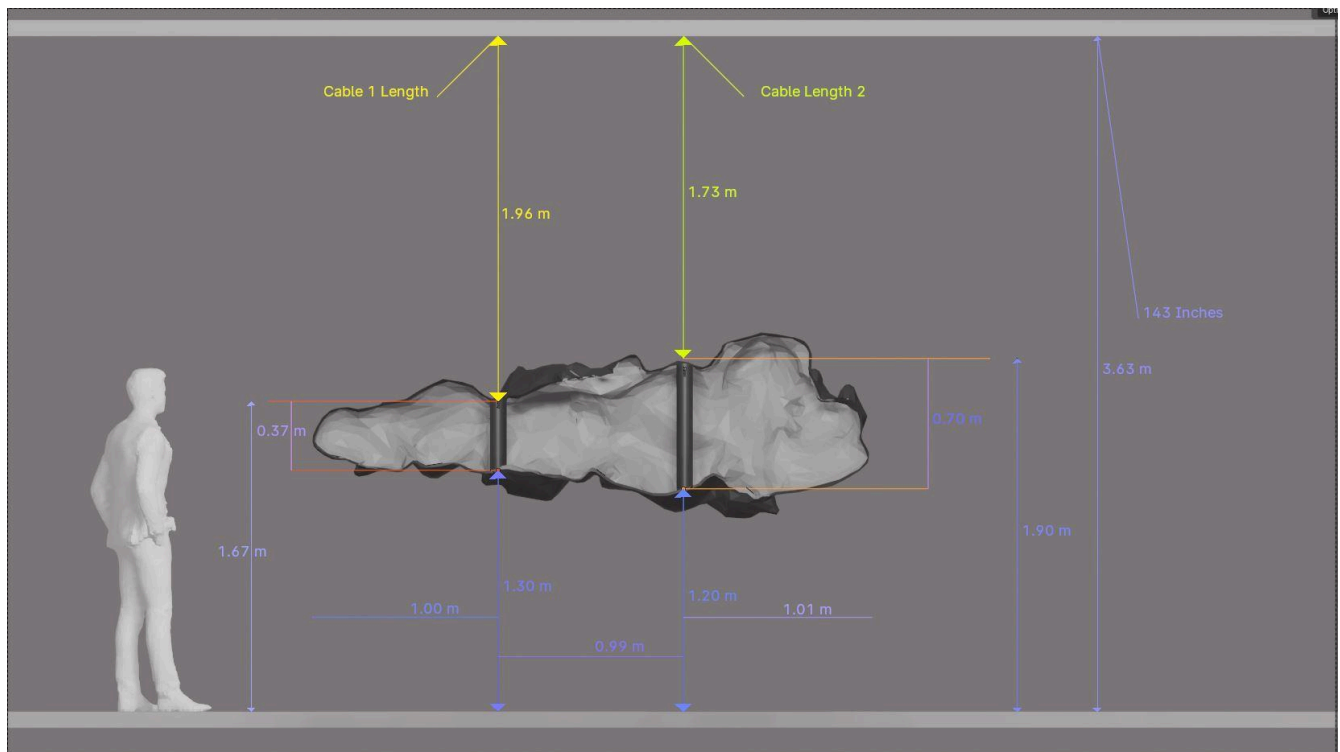 Cable 1 Length
Cable Length 2
1.73 m
1.96 m
143 Inches
3.63 m
0.37 m
0.70 m
1.90 m
1.67 m
1.30 m
1.20 m
1.00 m
1.01 m
0.99 m